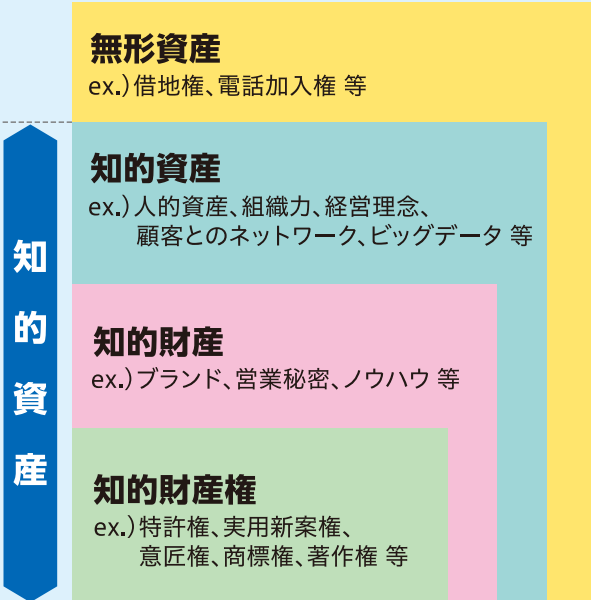 無形資産
ex.)借地権、電話加入権 等
知的資産
ex.)人的資産、組織力、経営理念、
顧客とのネットワーク、ビッグデータ 等
知的資産
知的財産
ex.)ブランド、営業秘密、ノウハウ 等
知的財産権
ex.)特許権、実用新案権、
意匠権、商標権、著作権 等